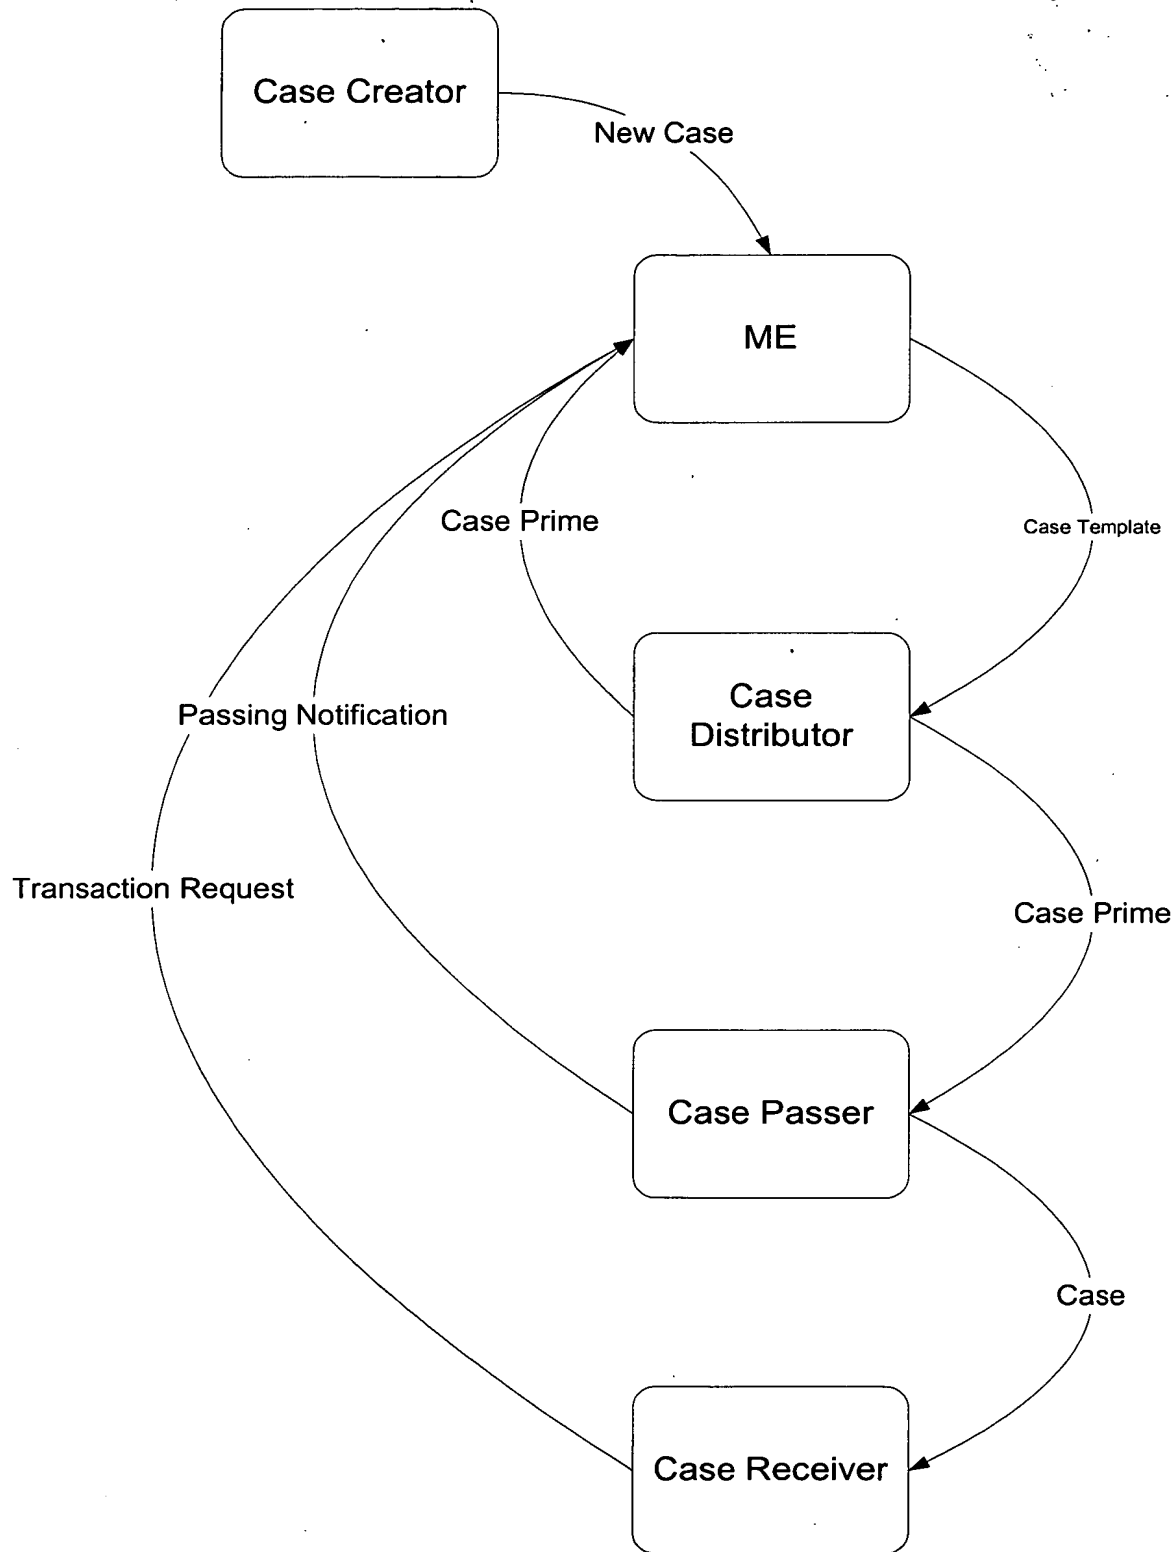 Case Creator
New Case
ME
Case Prime
Case Template
Case
Distributor
Passing Notification
Transaction Request
Case Prime
Case Passer
Case
Case Receiver